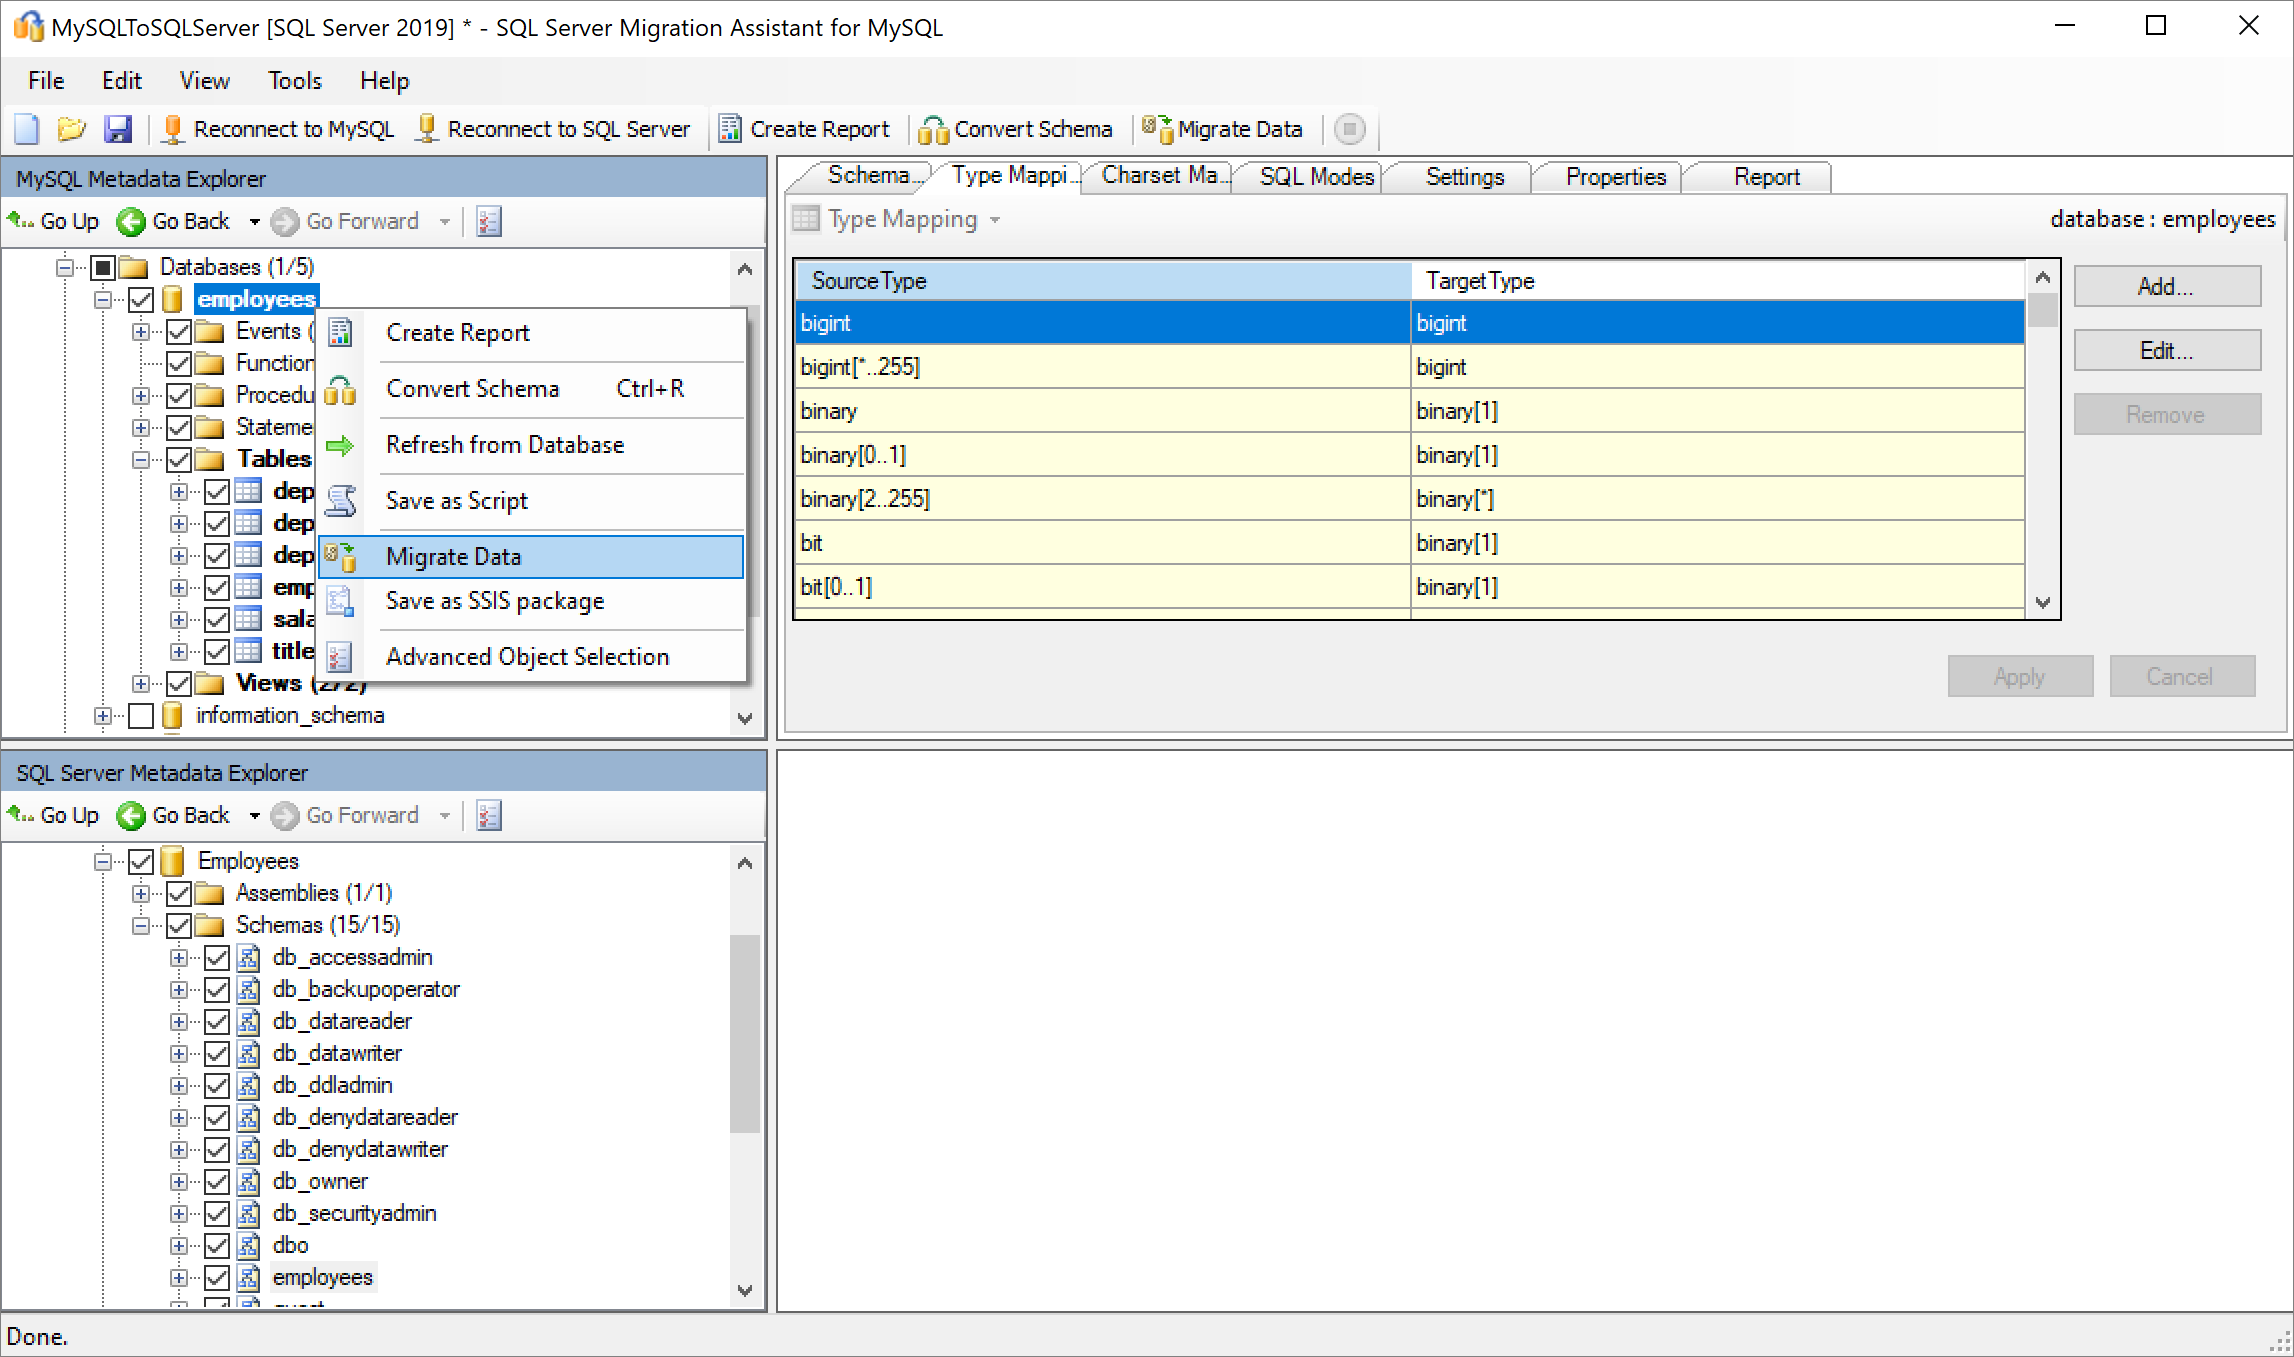 MySQLToSQLServer [SQL Server 2019] * - SQL Server Migration Assistant for MySQL
File Edit View Tools Help
Reconnect to MySQL Reconnect to SQL Server Create Report Convert Schema Migrate Data
MySQL Metadata Explorer
Go Up Go Back Go Forward
Databases (1/5)
employees
Events (
Function
Procedu
Stateme
Tables
dep
dep
dep
emp
sala
title
Views (2/2)
information_schema
Create Report
Convert Schema Ctrl+R
Refresh from Database
Save as Script
Migrate Data
Save as SSIS package
Advanced Object Selection
Schema... Type Mappi... Charset Ma... SQL Modes Settings Properties Report
Type Mapping database : employees
Source Type Target Type
bigint bigint
bigint[*..255] bigint
binary binary[1]
binary[0..1] binary[1]
binary[2..255] binary[*]
bit binary[1]
bit[0..1] binary[1]
Add...
Edit...
Remove
Apply Cancel
SQL Server Metadata Explorer
Go Up Go Back Go Forward
Employees
Assemblies (1/1)
Schemas (15/15)
db_accessadmin
db_backupoperator
db_datareader
db_datawriter
db_ddladmin
db_denydatareader
db_denydatawriter
db_owner
db_securityadmin
dbo
employees
Done.